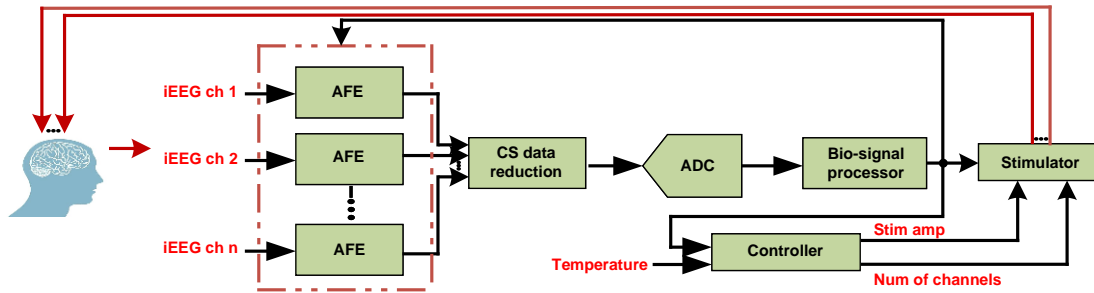 iEEG ch 1
AFE
iEEG ch 2
AFE
iEEG ch n
AFE
CS data
reduction
ADC
Bio-signal
processor
Stimulator
Stim amp
Controller
Temperature
Num of channels